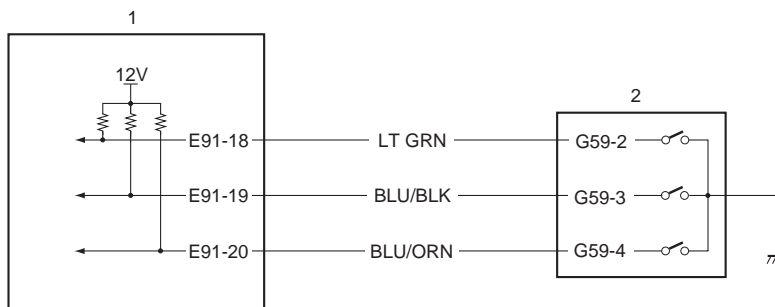 1
12V
2
E91-18 LT GRN G59-2
E91-19 BLU/BLK G59-3
E91-20 BLU/ORN G59-4